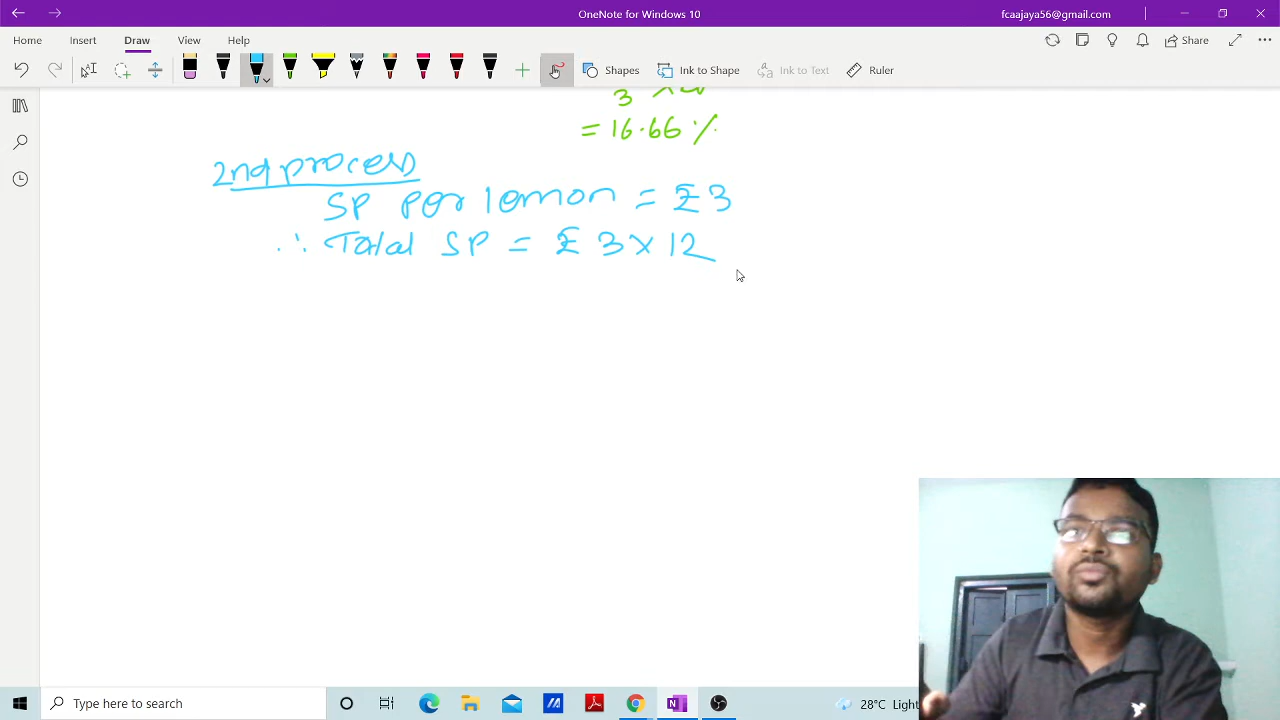 OneNote for Windows 10
fcaajaya56@gmail.com
Home Insert Draw View Help
Share
Shapes Ink to Shape Ink to Text Ruler
3
= 16.66 %
2nd process
SP Per lemon = ₹ 3
∴ Total SP = ₹ 3 × 12
Type here to search
28°C Light